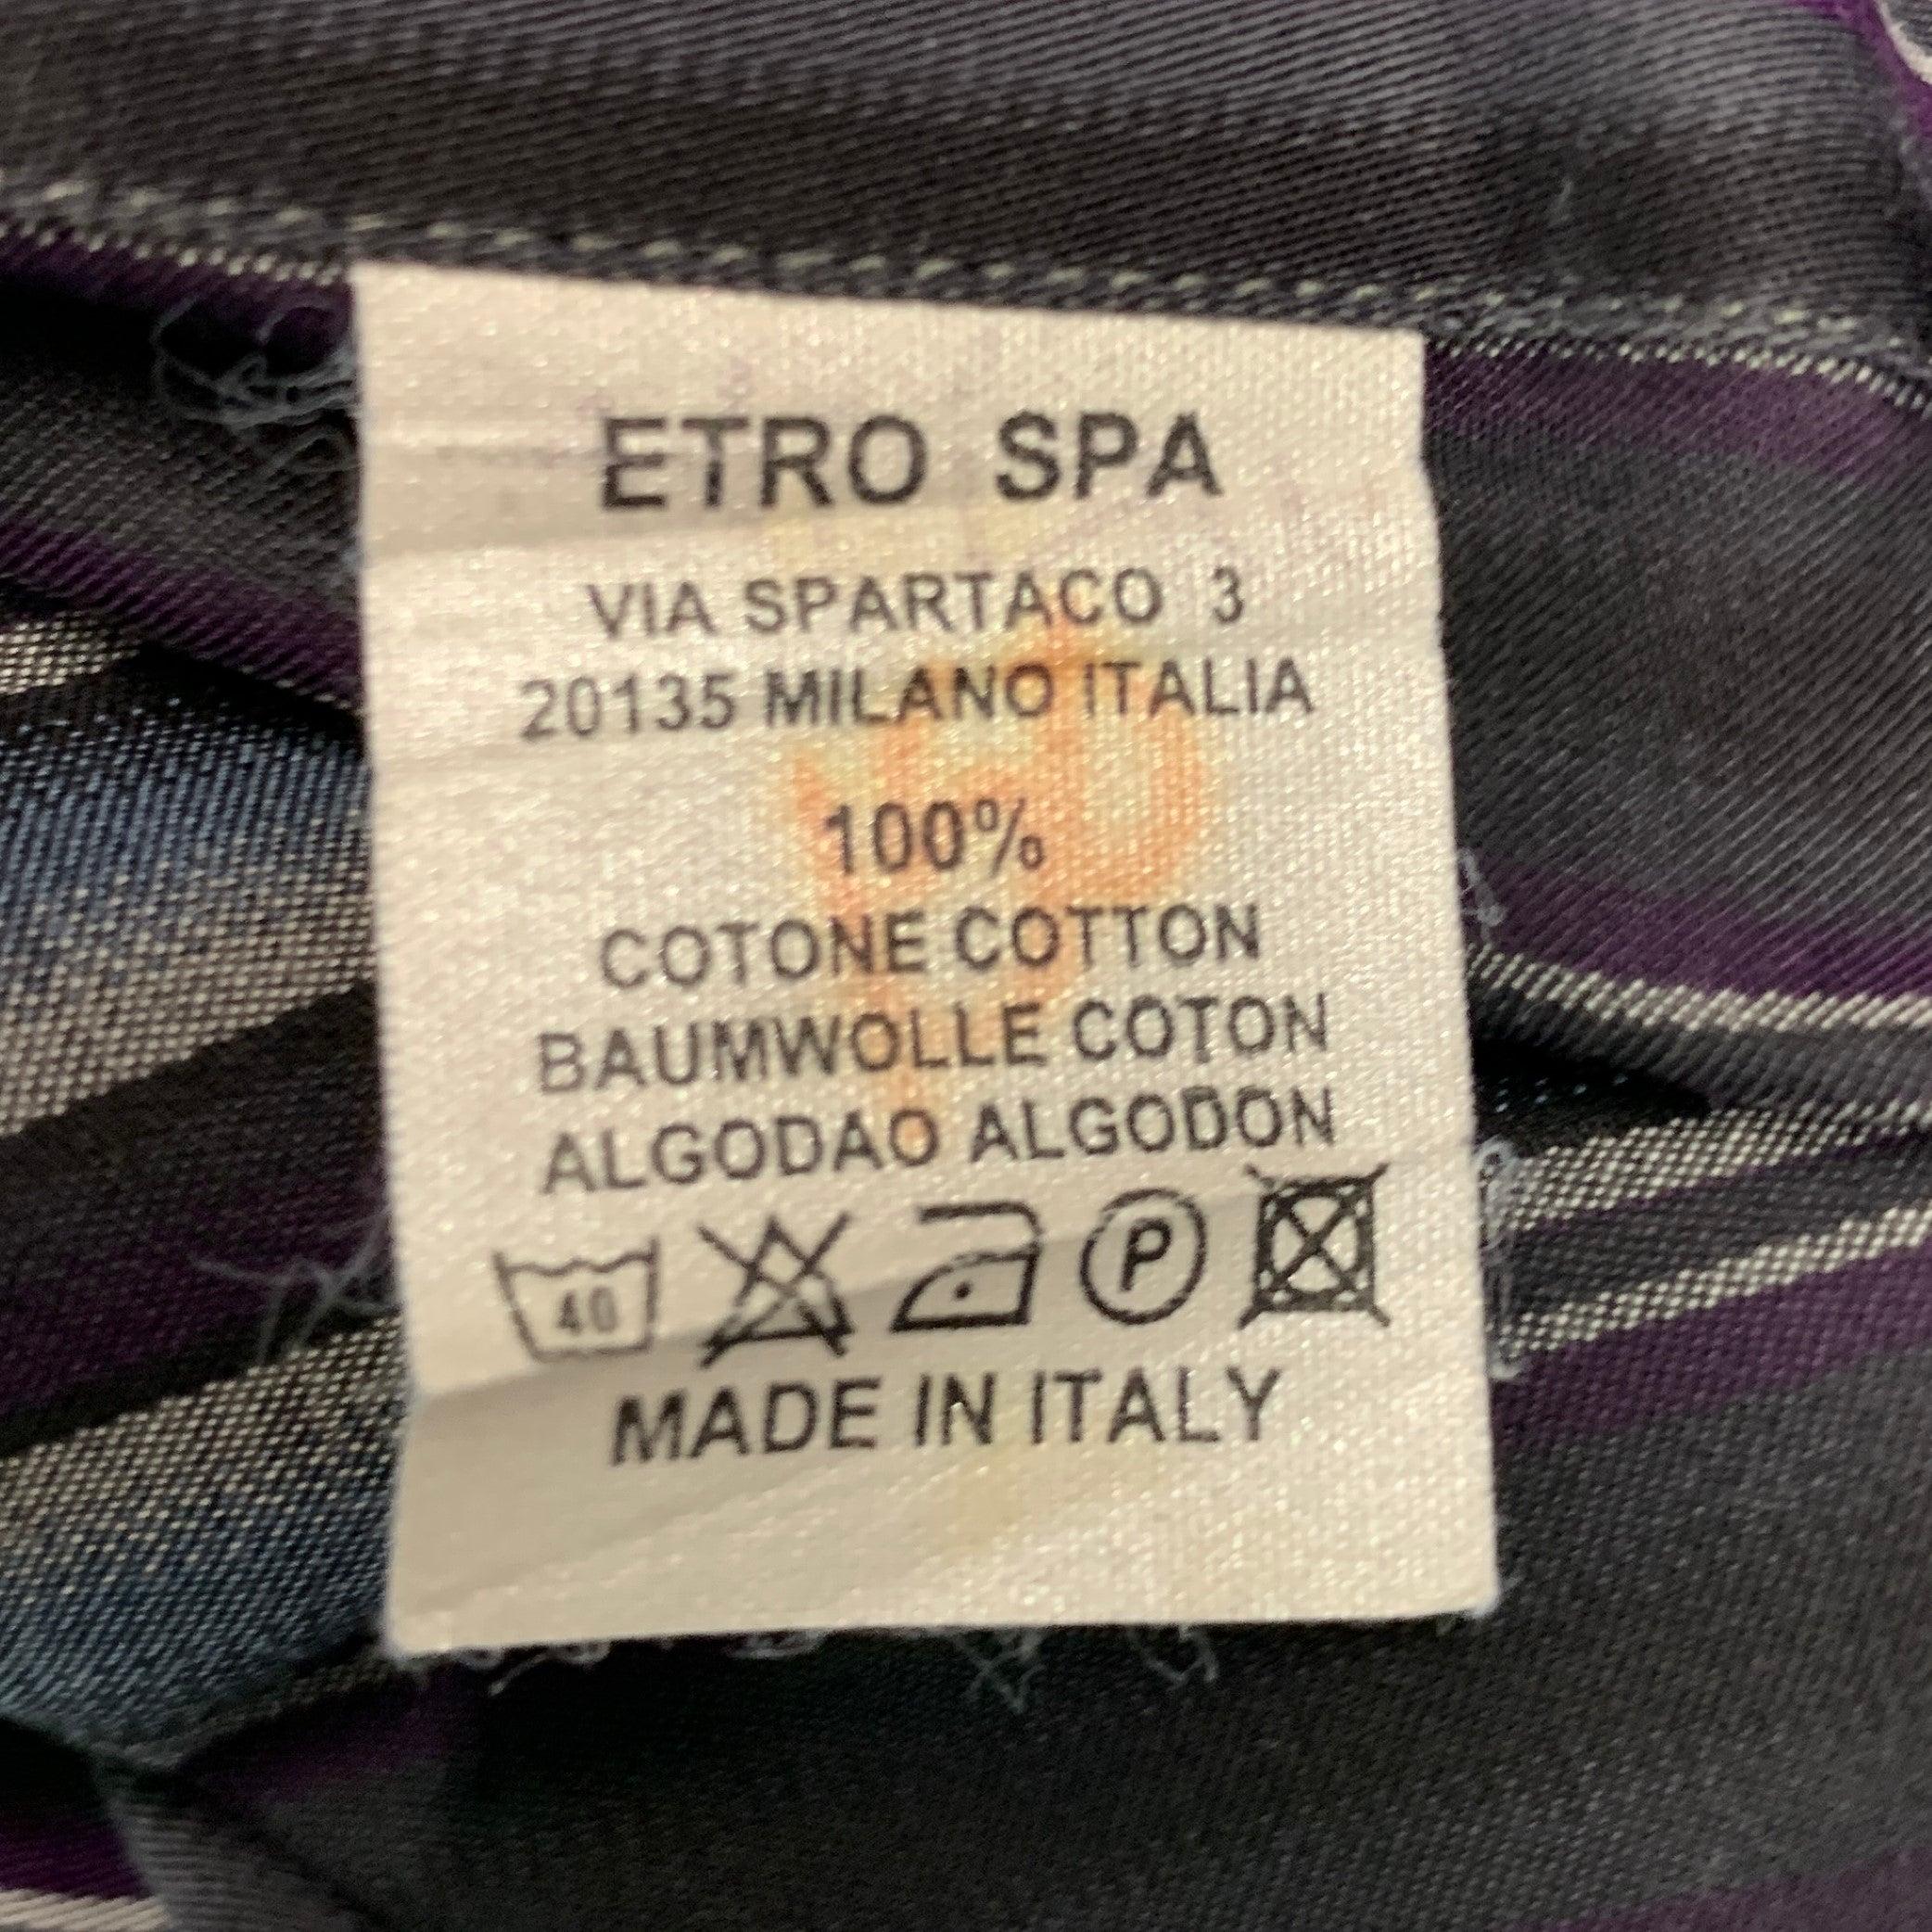 ETRO SPA
VIA SPARTACO 3
20135 MILANO ITALIA
100%
COTONE COTTON
BAUMWOLLE COTON
ALGODAO ALGODON
40 P
MADE IN ITALY